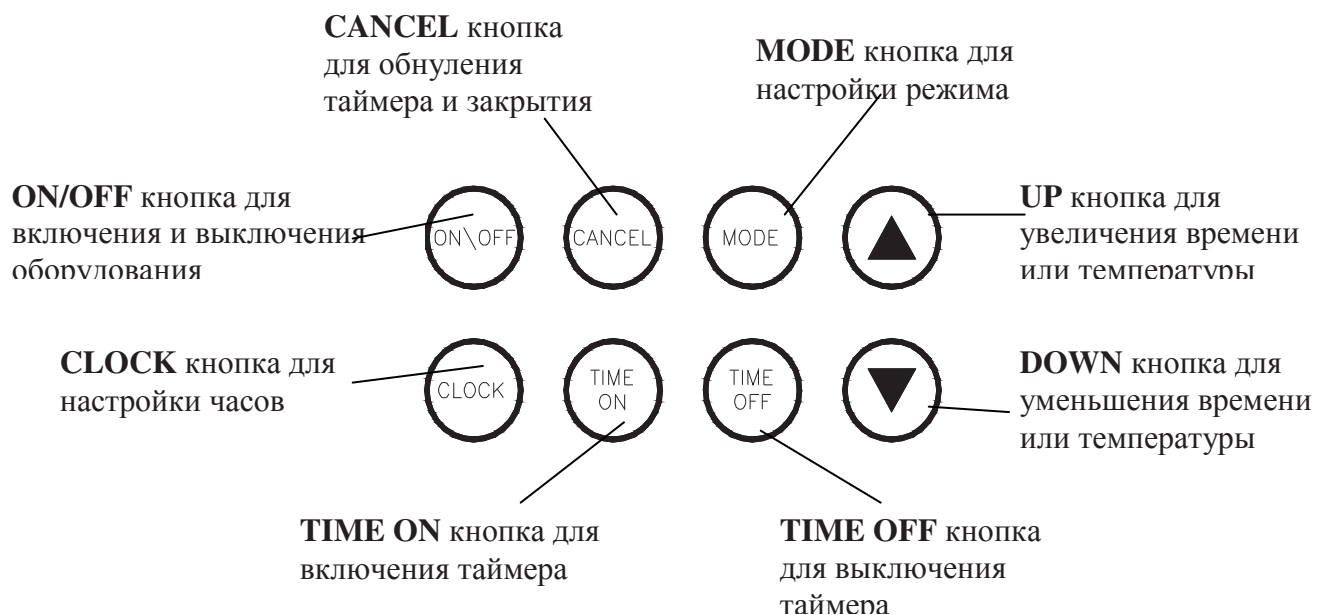 CANCEL кнопка
для обнуления
таймера и закрытия
MODE кнопка для
настройки режима
ON/OFF кнопка для
включения и выключения
оборудования
UP кнопка для
увеличения времени
или температуры
ON\OFF
CANCEL
MODE
CLOCK кнопка для
настройки часов
DOWN кнопка для
уменьшения времени
или температуры
CLOCK
TIME
ON
TIME
OFF
TIME ON кнопка для
включения таймера
TIME OFF кнопка
для выключения
таймера